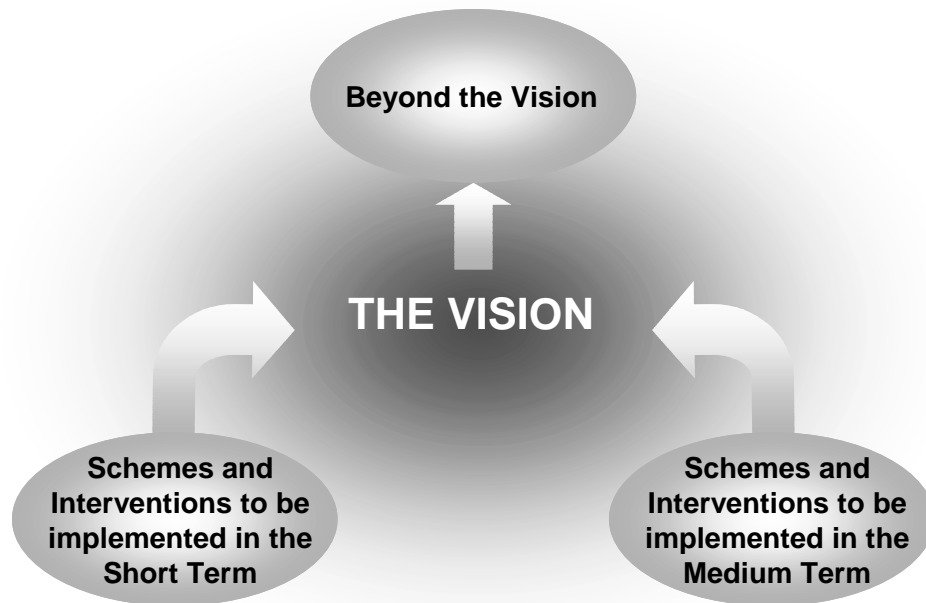 Beyond the Vision
THE VISION
Schemes and
Interventions to be
implemented in the
Short Term
Schemes and
Interventions to be
implemented in the
Medium Term